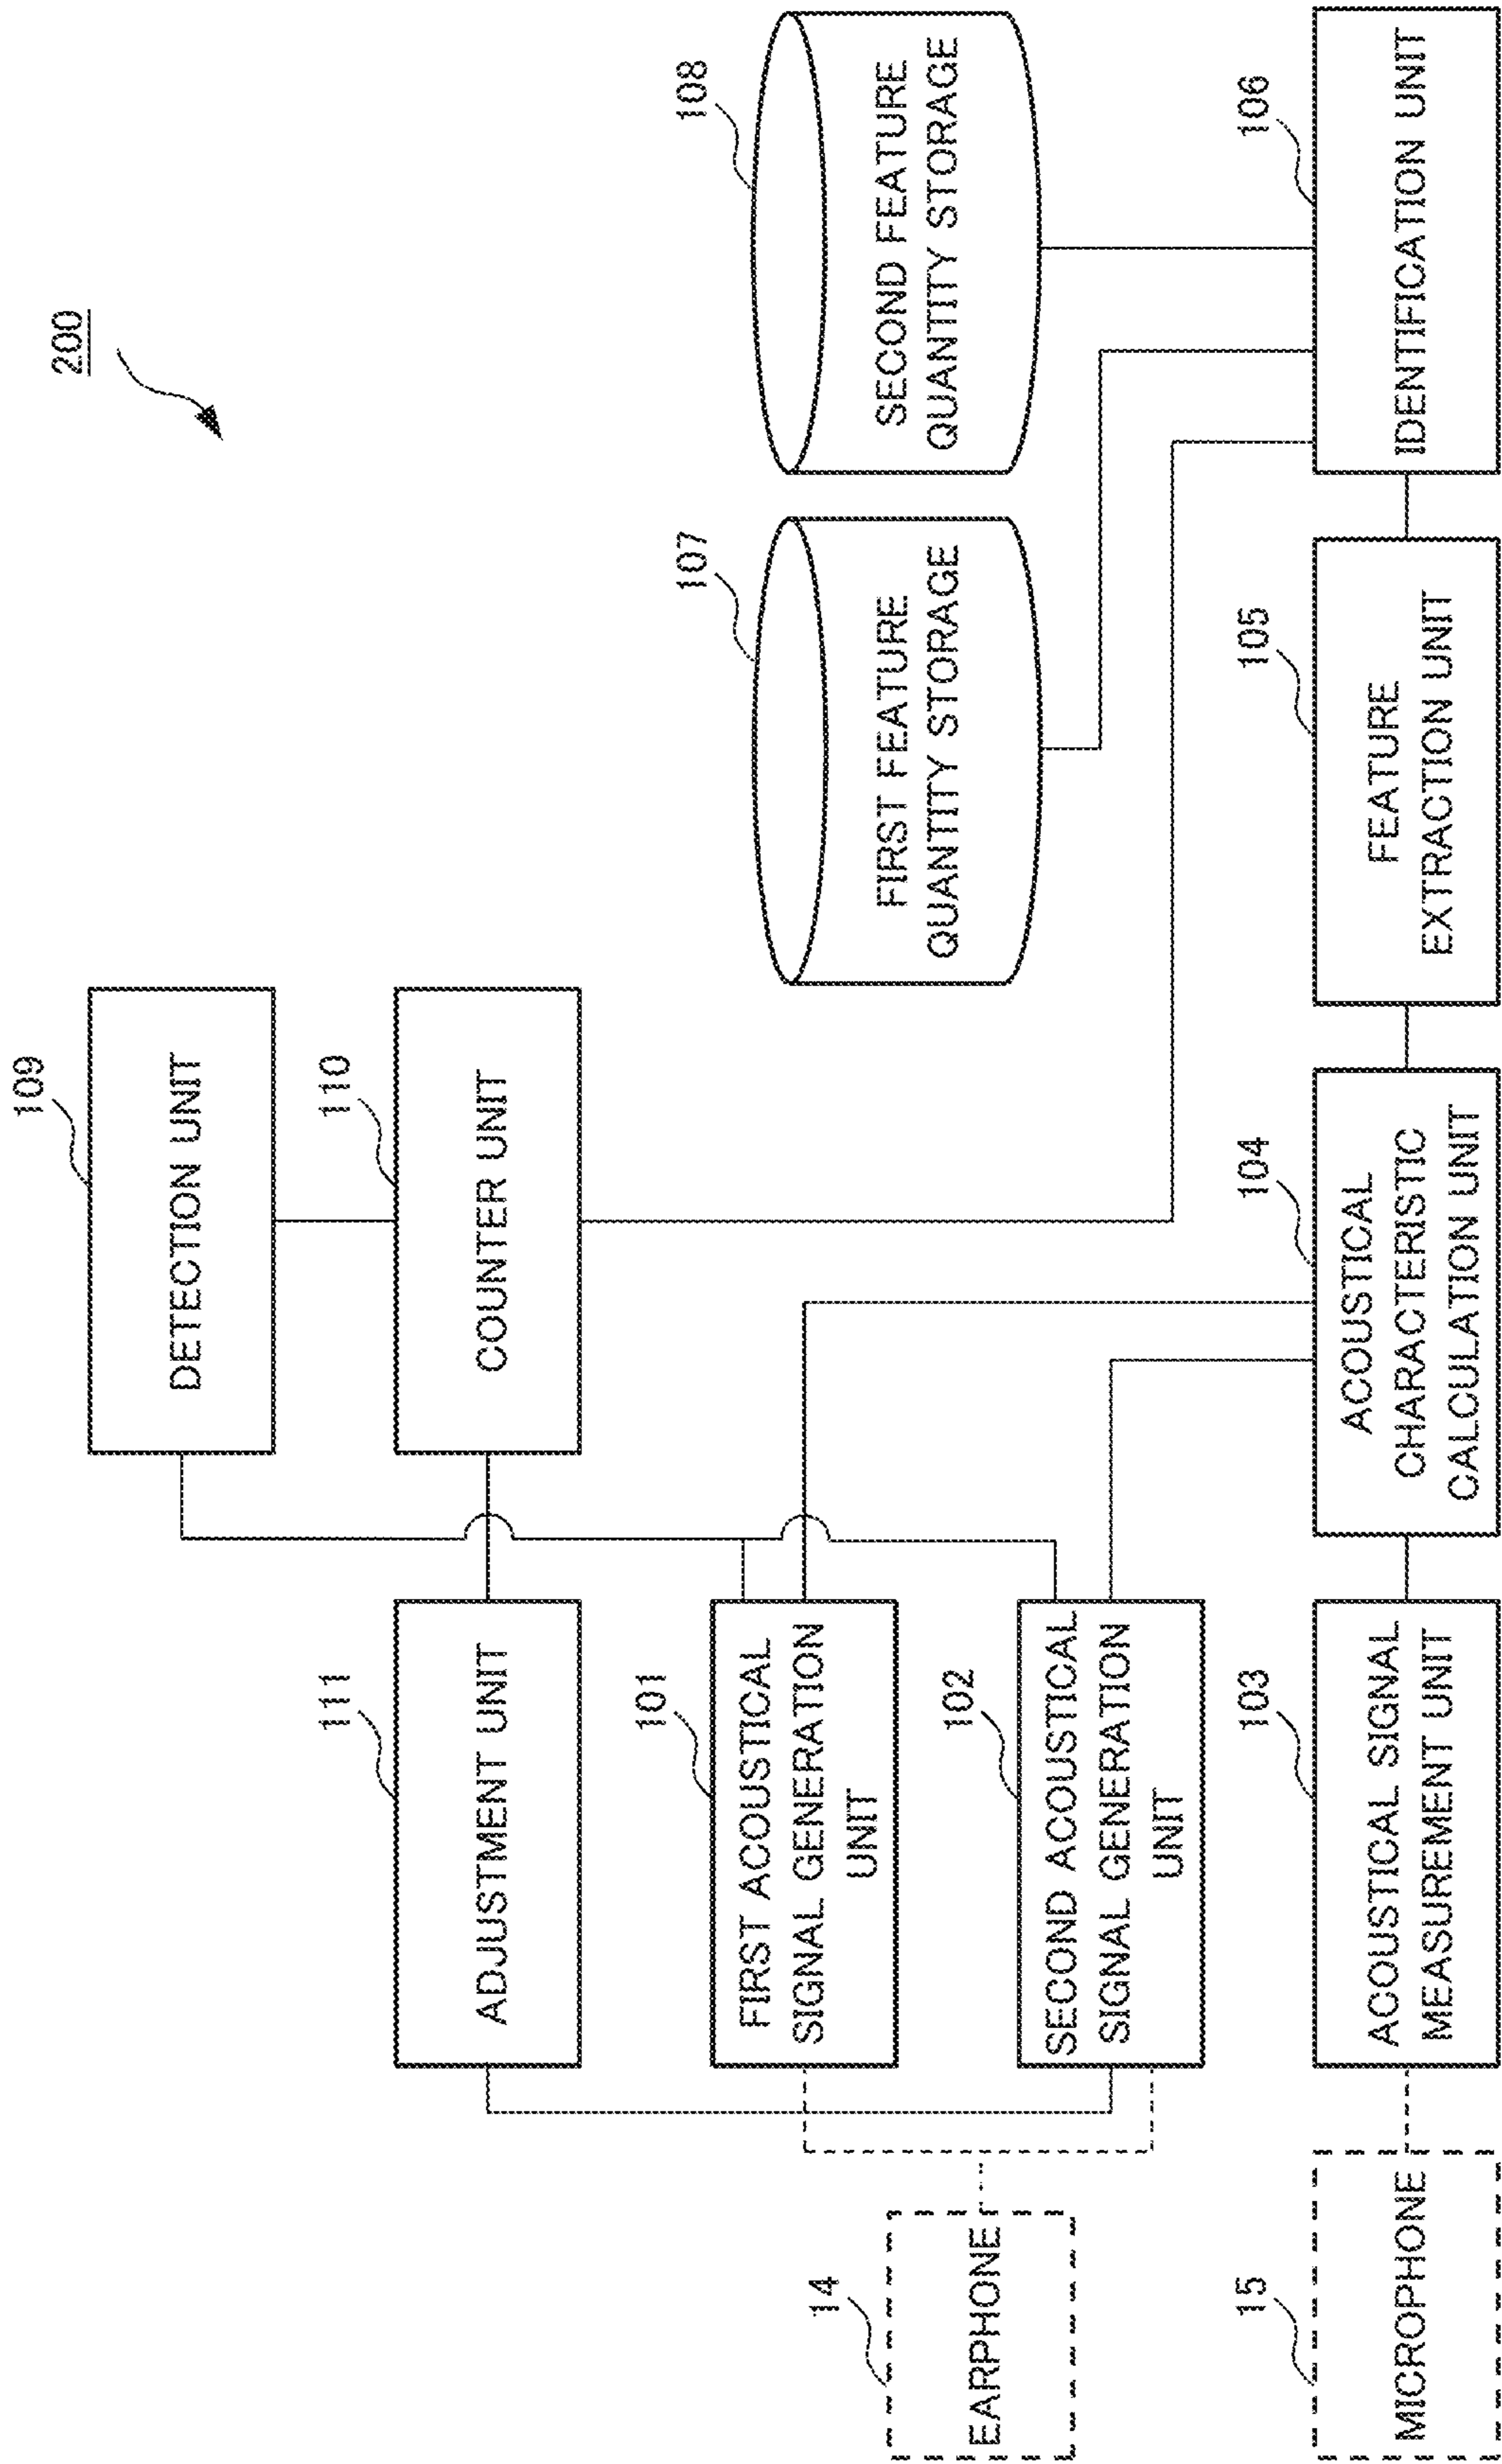 200
109
DETECTION UNIT
111
ADJUSTMENT UNIT
110
COUNTER UNIT
101
FIRST ACOUSTICAL
SIGNAL GENERATION
UNIT
107
FIRST FEATURE
QUANTITY STORAGE
108
SECOND FEATURE
QUANTITY STORAGE
14
EARPHONE
102
SECOND ACOUSTICAL
SIGNAL GENERATION
UNIT
15
MICROPHONE
103
ACOUSTICAL SIGNAL
MEASUREMENT UNIT
104
ACOUSTICAL
CHARACTERISTIC
CALCULATION UNIT
105
FEATURE
EXTRACTION UNIT
106
IDENTIFICATION UNIT